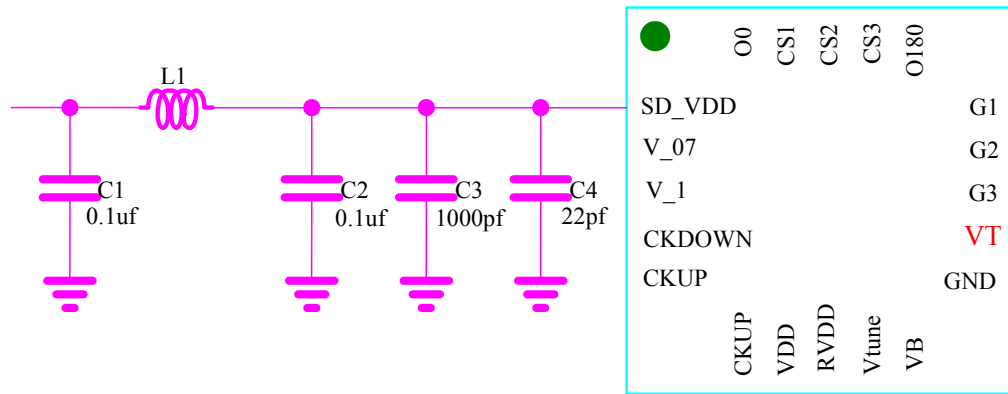 L1
C1
0.1uf
C2
0.1uf
C3
1000pf
C4
22pf
O0
CS1
CS2
CS3
O180
SD_VDD
V_07
V_1
CKDOWN
CKUP
G1
G2
G3
VT
GND
CKUP
VDD
RVDD
Vtune
VB